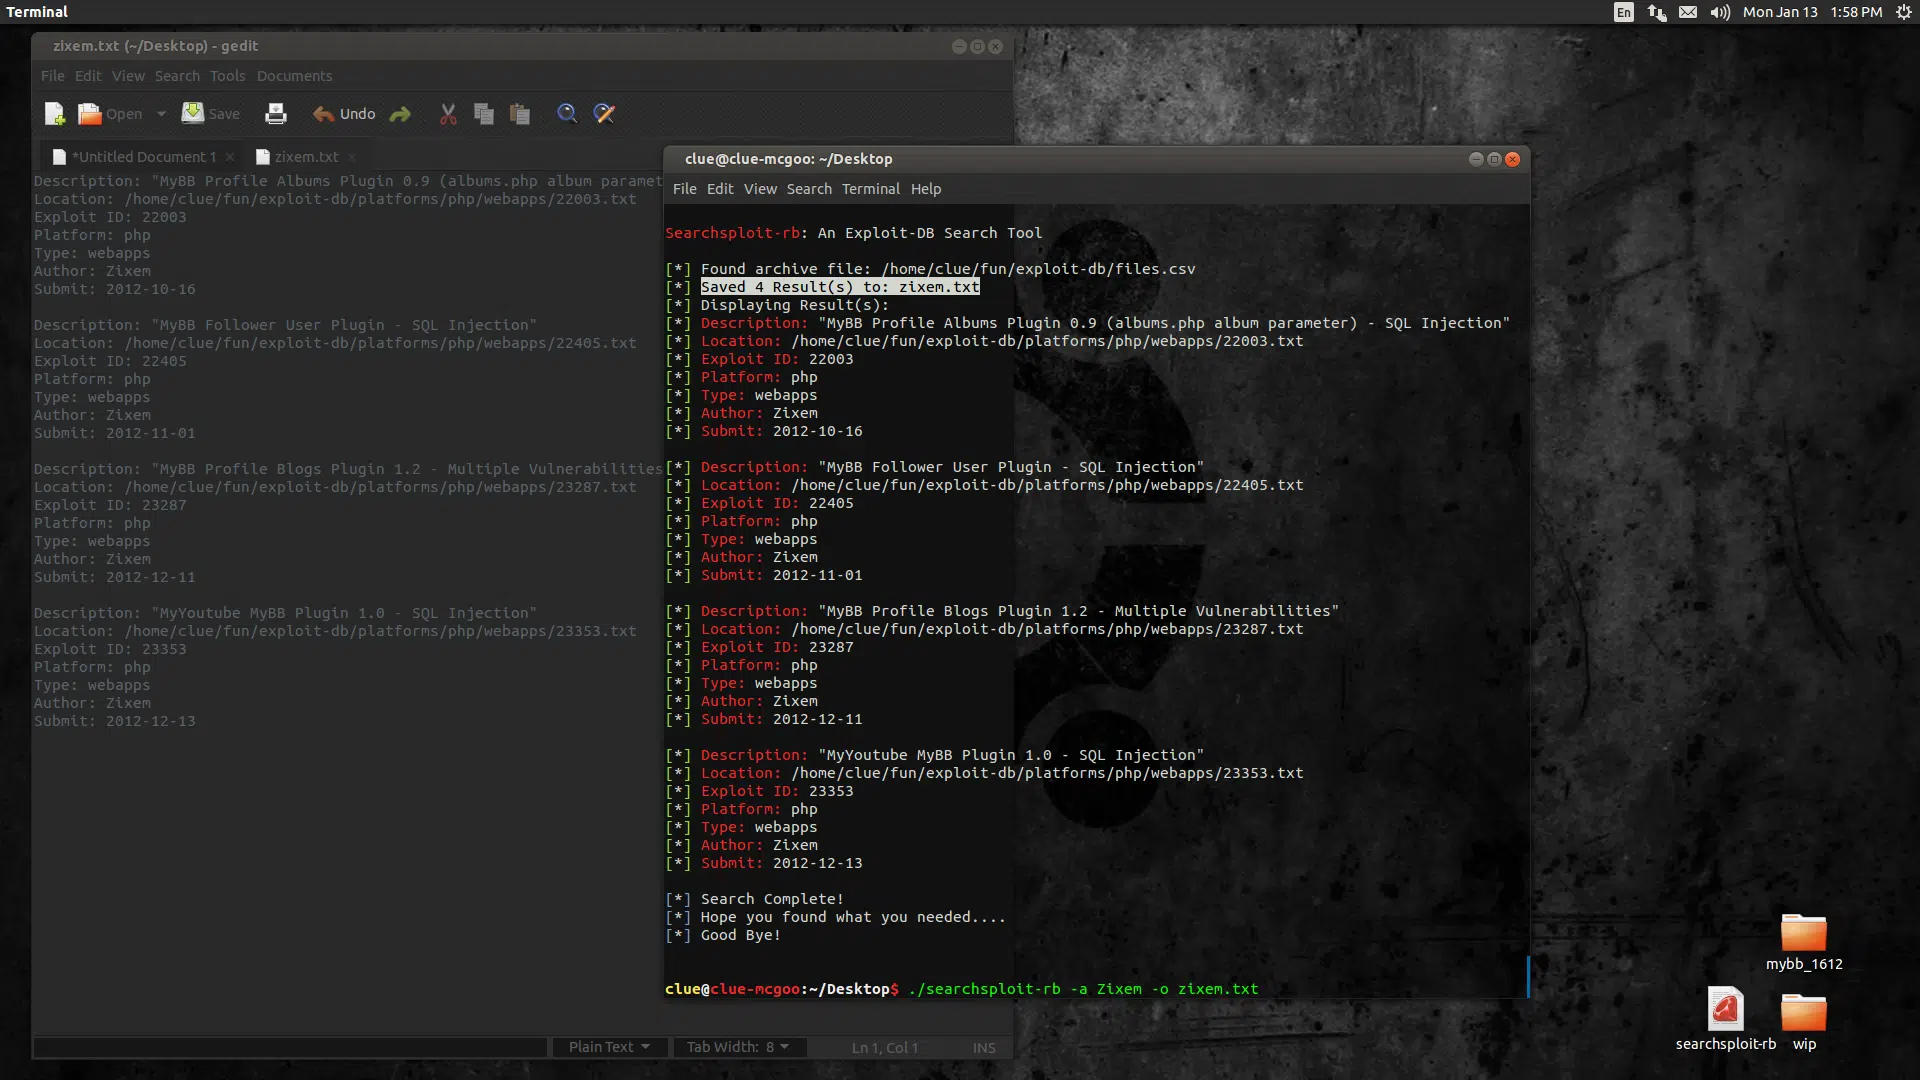 Terminal
En
Mon Jan 13 1:58 PM
zixem.txt (~/Desktop) - gedit
File Edit View Search Tools Documents
Open Save Undo
*Untitled Document 1
zixem.txt
Description: "MyBB Profile Albums Plugin 0.9 (albums.php album paramet
Location: /home/clue/fun/exploit-db/platforms/php/webapps/22003.txt
Exploit ID: 22003
Platform: php
Type: webapps
Author: Zixem
Submit: 2012-10-16
Description: "MyBB Follower User Plugin - SQL Injection"
Location: /home/clue/fun/exploit-db/platforms/php/webapps/22405.txt
Exploit ID: 22405
Platform: php
Type: webapps
Author: Zixem
Submit: 2012-11-01
Description: "MyBB Profile Blogs Plugin 1.2 - Multiple Vulnerabilities
Location: /home/clue/fun/exploit-db/platforms/php/webapps/23287.txt
Exploit ID: 23287
Platform: php
Type: webapps
Author: Zixem
Submit: 2012-12-11
Description: "MyYoutube MyBB Plugin 1.0 - SQL Injection"
Location: /home/clue/fun/exploit-db/platforms/php/webapps/23353.txt
Exploit ID: 23353
Platform: php
Type: webapps
Author: Zixem
Submit: 2012-12-13
Plain Text Tab Width: 8 Ln 1, Col 1 INS
clue@clue-mcgoo: ~/Desktop
File Edit View Search Terminal Help
Searchsploit-rb: An Exploit-DB Search Tool
[*] Found archive file: /home/clue/fun/exploit-db/files.csv
[*] Saved 4 Result(s) to: zixem.txt
[*] Displaying Result(s):
[*] Description: "MyBB Profile Albums Plugin 0.9 (albums.php album parameter) - SQL Injection"
[*] Location: /home/clue/fun/exploit-db/platforms/php/webapps/22003.txt
[*] Exploit ID: 22003
[*] Platform: php
[*] Type: webapps
[*] Author: Zixem
[*] Submit: 2012-10-16
[*] Description: "MyBB Follower User Plugin - SQL Injection"
[*] Location: /home/clue/fun/exploit-db/platforms/php/webapps/22405.txt
[*] Exploit ID: 22405
[*] Platform: php
[*] Type: webapps
[*] Author: Zixem
[*] Submit: 2012-11-01
[*] Description: "MyBB Profile Blogs Plugin 1.2 - Multiple Vulnerabilities"
[*] Location: /home/clue/fun/exploit-db/platforms/php/webapps/23287.txt
[*] Exploit ID: 23287
[*] Platform: php
[*] Type: webapps
[*] Author: Zixem
[*] Submit: 2012-12-11
[*] Description: "MyYoutube MyBB Plugin 1.0 - SQL Injection"
[*] Location: /home/clue/fun/exploit-db/platforms/php/webapps/23353.txt
[*] Exploit ID: 23353
[*] Platform: php
[*] Type: webapps
[*] Author: Zixem
[*] Submit: 2012-12-13
[*] Search Complete!
[*] Hope you found what you needed....
[*] Good Bye!
clue@clue-mcgoo:~/Desktop$ ./searchsploit-rb -a Zixem -o zixem.txt
mybb_1612
searchsploit-rb
wip